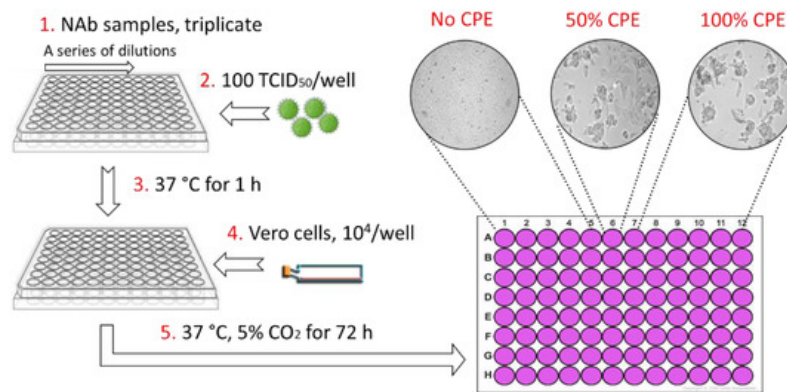 1. NAb samples, triplicate
A series of dilutions
2. 100 TCID50/well
3. 37 °C for 1 h
4. Vero cells, 10⁴/well
5. 37 °C, 5% CO2 for 72 h
No CPE
50% CPE
100% CPE
1 2 3 4 5 6 7 8 9 10 11 12
A
B
C
D
E
F
G
H